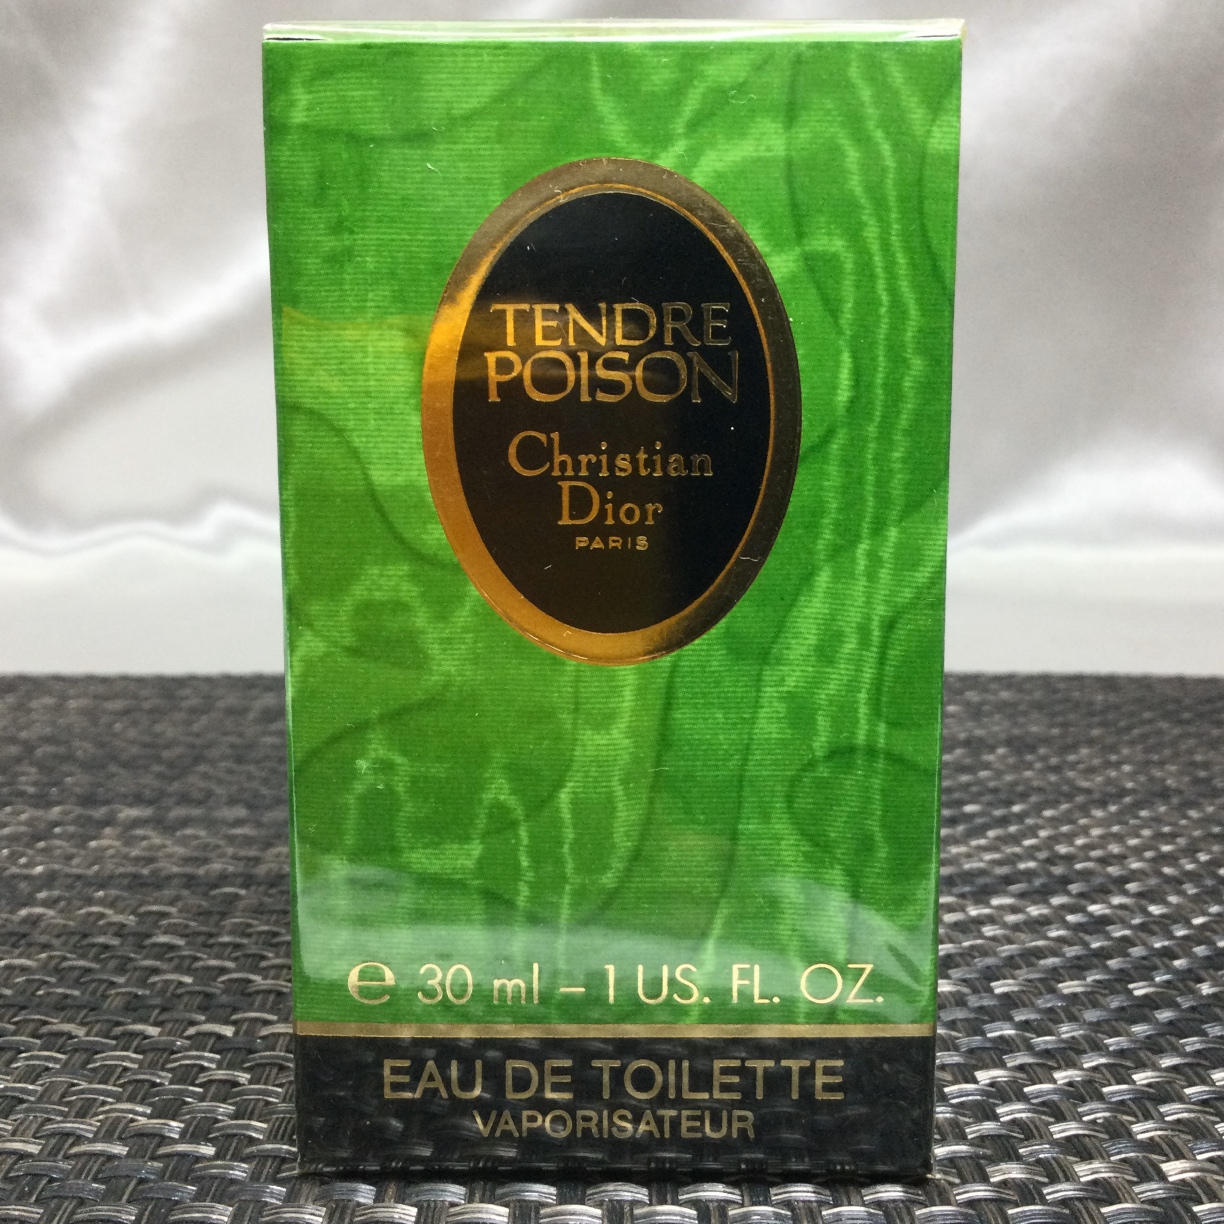 TENDRE
POISON
Christian
Dior
PARIS
℮ 30 ml – 1 US. FL. OZ.
EAU DE TOILETTE
VAPORISATEUR